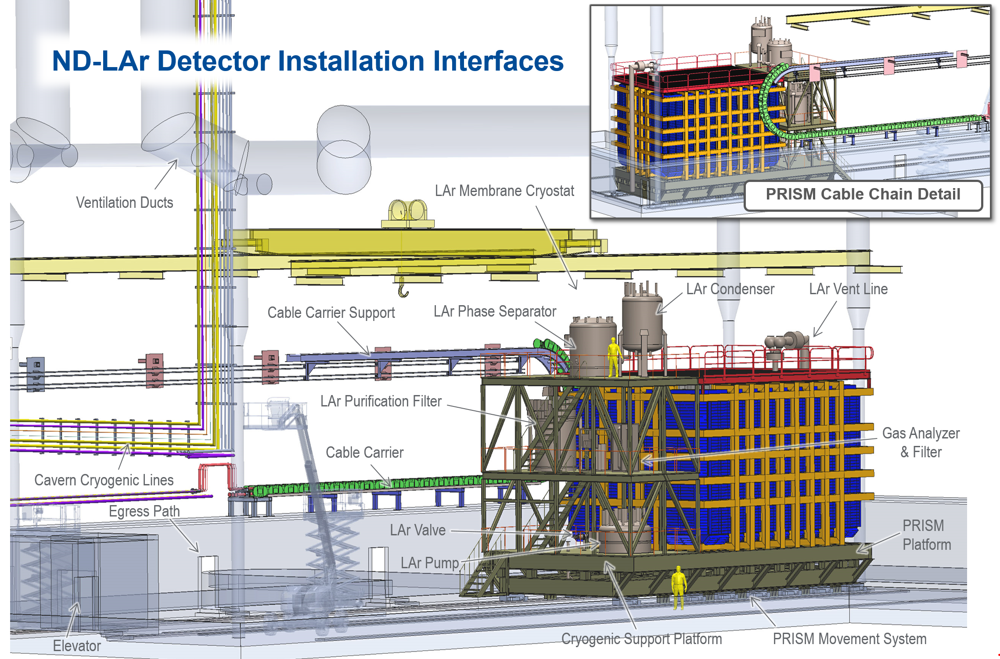 ND-LAr Detector Installation Interfaces
PRISM Cable Chain Detail
Ventilation Ducts
LAr Membrane Cryostat
LAr Condenser
LAr Vent Line
Cable Carrier Support
LAr Phase Separator
LAr Purification Filter
Gas Analyzer
& Filter
Cable Carrier
Cavern Cryogenic Lines
Egress Path
LAr Valve
PRISM
Platform
LAr Pump
Elevator
Cryogenic Support Platform
PRISM Movement System